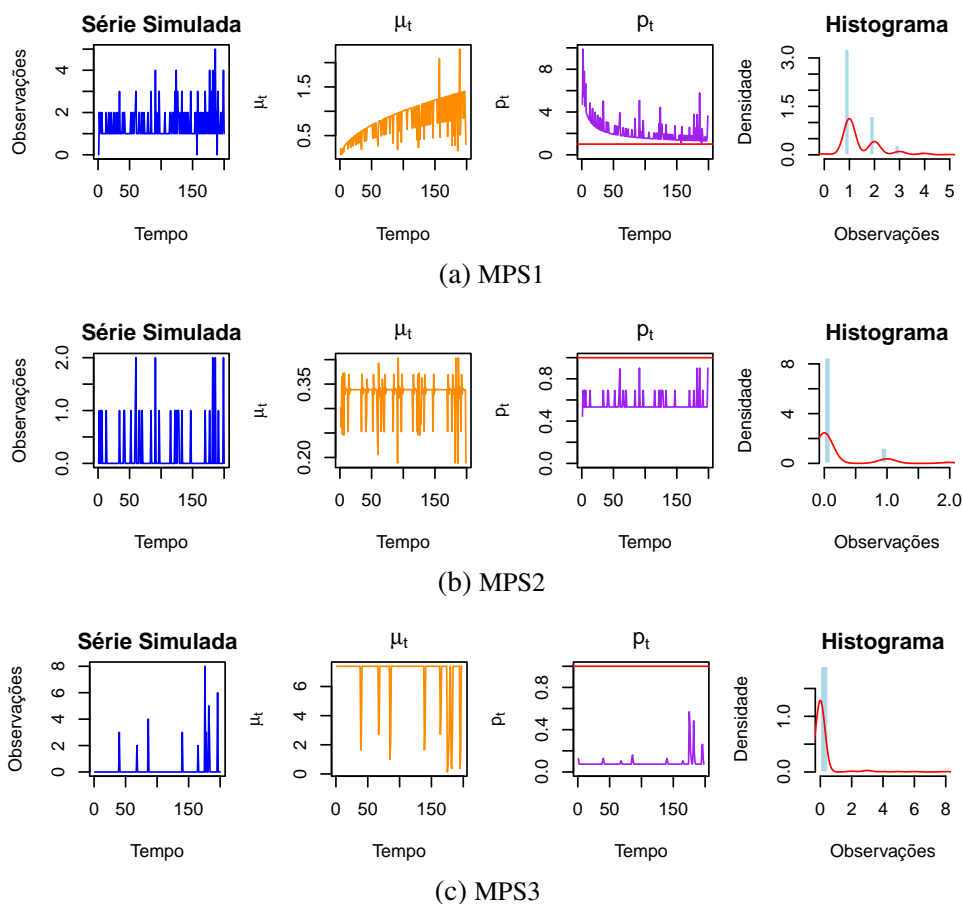 Série Simulada
Observações
0 2 4
0 50 150
Tempo
μt
μt
0.5 1.5
50 150
Tempo
pt
pt
0 4 8
0 50 150
Tempo
Histograma
Densidade
0.0 1.5 3.0
0 1 2 3 4 5
Observações
(a) MPS1
Série Simulada
Observações
0.0 1.0 2.0
0 50 150
Tempo
μt
μt
0.20 0.35
0 50 150
Tempo
pt
pt
0.0 0.4 0.8
0 50 150
Tempo
Histograma
Densidade
0 4 8
0.0 1.0 2.0
Observações
(b) MPS2
Série Simulada
Observações
0 2 4 6 8
0 50 150
Tempo
μt
μt
0 2 4 6
0 50 150
Tempo
pt
pt
0.0 0.4 0.8
0 50 150
Tempo
Histograma
Densidade
0.0 1.0
0 2 4 6 8
Observações
(c) MPS3